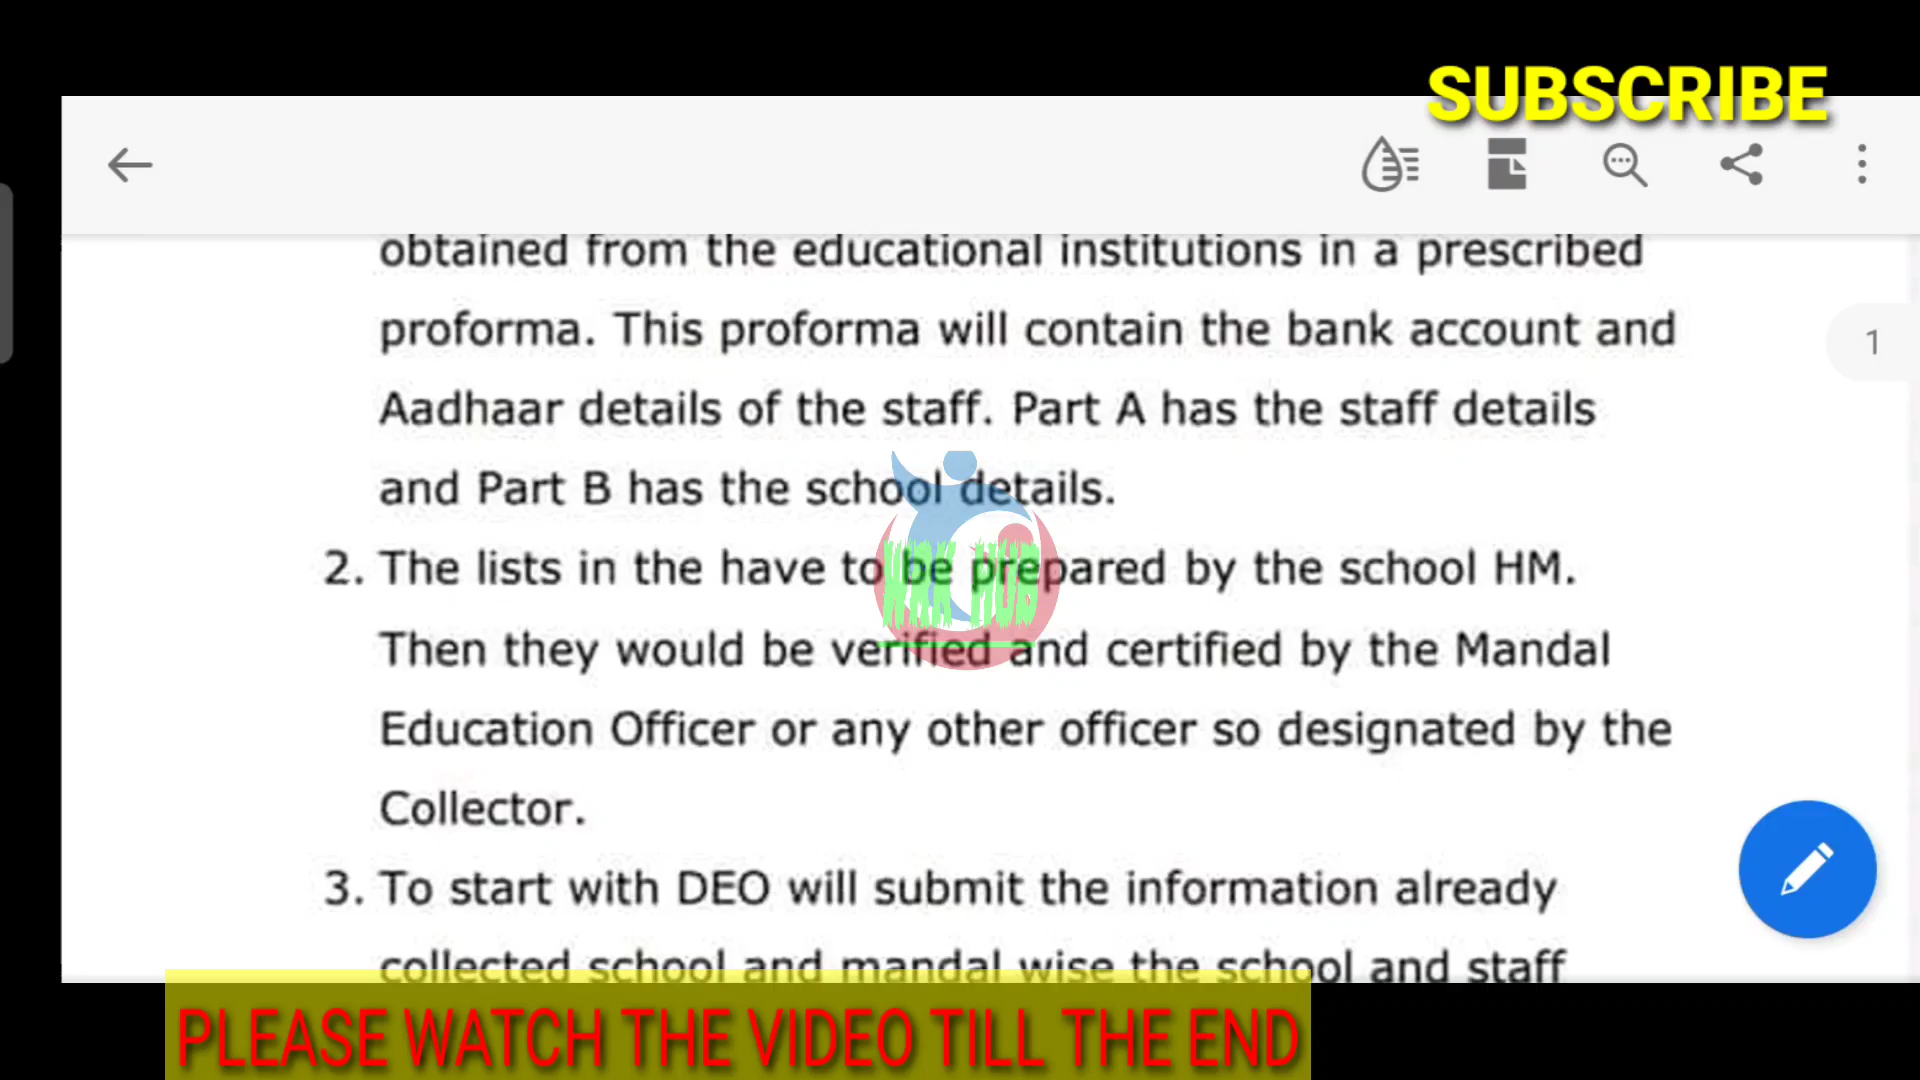 SUBSCRIBE
obtained from the educational institutions in a prescribed
proforma. This proforma will contain the bank account and
1
Aadhaar details of the staff. Part A has the staff details
and Part B has the school details.
2. The lists in the have to be prepared by the school HM.
KRK HUB
Then they would be verified and certified by the Mandal
Education Officer or any other officer so designated by the
Collector.
3. To start with DEO will submit the information already
collected school and mandal wise the school and staff
PLEASE WATCH THE VIDEO TILL THE END